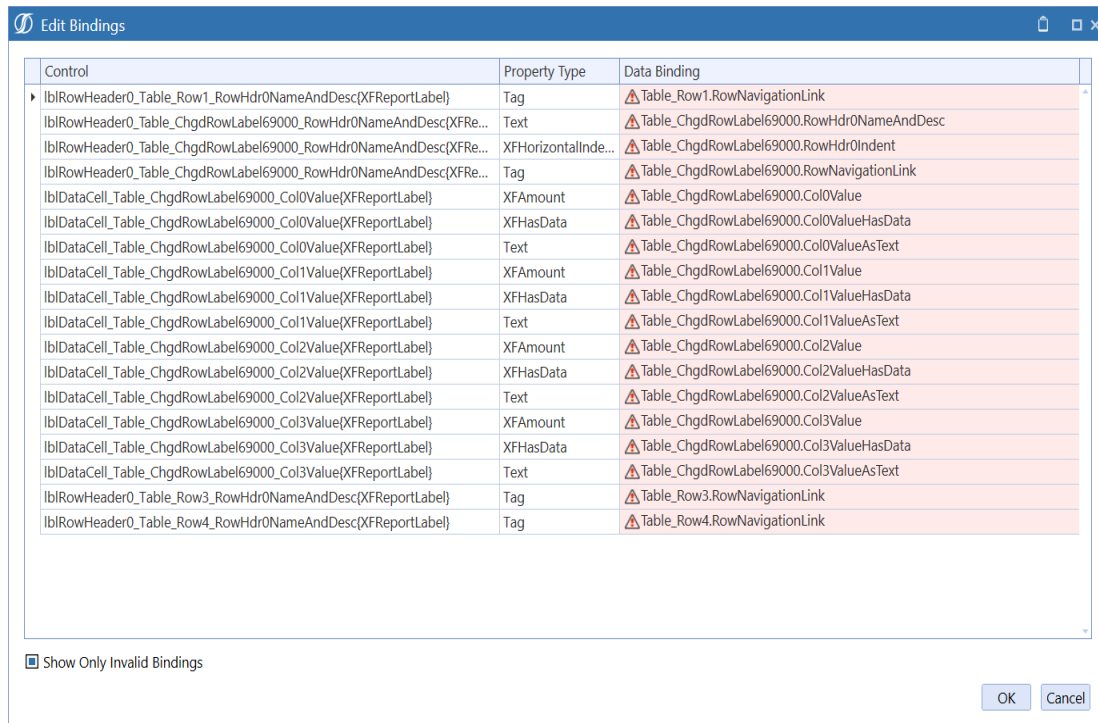 Edit Bindings
Control Property Type Data Binding
lblRowHeader0_Table_Row1_RowHdr0NameAndDesc{XFReportLabel} Tag Table_Row1.RowNavigationLink
lblRowHeader0_Table_ChgdRowLabel69000_RowHdr0NameAndDesc{XFRe... Text Table_ChgdRowLabel69000.RowHdr0NameAndDesc
lblRowHeader0_Table_ChgdRowLabel69000_RowHdr0NameAndDesc{XFRe... XFHorizontalInde... Table_ChgdRowLabel69000.RowHdr0Indent
lblRowHeader0_Table_ChgdRowLabel69000_RowHdr0NameAndDesc{XFRe... Tag Table_ChgdRowLabel69000.RowNavigationLink
lblDataCell_Table_ChgdRowLabel69000_Col0Value{XFReportLabel} XFAmount Table_ChgdRowLabel69000.Col0Value
lblDataCell_Table_ChgdRowLabel69000_Col0Value{XFReportLabel} XFHasData Table_ChgdRowLabel69000.Col0ValueHasData
lblDataCell_Table_ChgdRowLabel69000_Col0Value{XFReportLabel} Text Table_ChgdRowLabel69000.Col0ValueAsText
lblDataCell_Table_ChgdRowLabel69000_Col1Value{XFReportLabel} XFAmount Table_ChgdRowLabel69000.Col1Value
lblDataCell_Table_ChgdRowLabel69000_Col1Value{XFReportLabel} XFHasData Table_ChgdRowLabel69000.Col1ValueHasData
lblDataCell_Table_ChgdRowLabel69000_Col1Value{XFReportLabel} Text Table_ChgdRowLabel69000.Col1ValueAsText
lblDataCell_Table_ChgdRowLabel69000_Col2Value{XFReportLabel} XFAmount Table_ChgdRowLabel69000.Col2Value
lblDataCell_Table_ChgdRowLabel69000_Col2Value{XFReportLabel} XFHasData Table_ChgdRowLabel69000.Col2ValueHasData
lblDataCell_Table_ChgdRowLabel69000_Col2Value{XFReportLabel} Text Table_ChgdRowLabel69000.Col2ValueAsText
lblDataCell_Table_ChgdRowLabel69000_Col3Value{XFReportLabel} XFAmount Table_ChgdRowLabel69000.Col3Value
lblDataCell_Table_ChgdRowLabel69000_Col3Value{XFReportLabel} XFHasData Table_ChgdRowLabel69000.Col3ValueHasData
lblDataCell_Table_ChgdRowLabel69000_Col3Value{XFReportLabel} Text Table_ChgdRowLabel69000.Col3ValueAsText
lblRowHeader0_Table_Row3_RowHdr0NameAndDesc{XFReportLabel} Tag Table_Row3.RowNavigationLink
lblRowHeader0_Table_Row4_RowHdr0NameAndDesc{XFReportLabel} Tag Table_Row4.RowNavigationLink
Show Only Invalid Bindings
OK Cancel